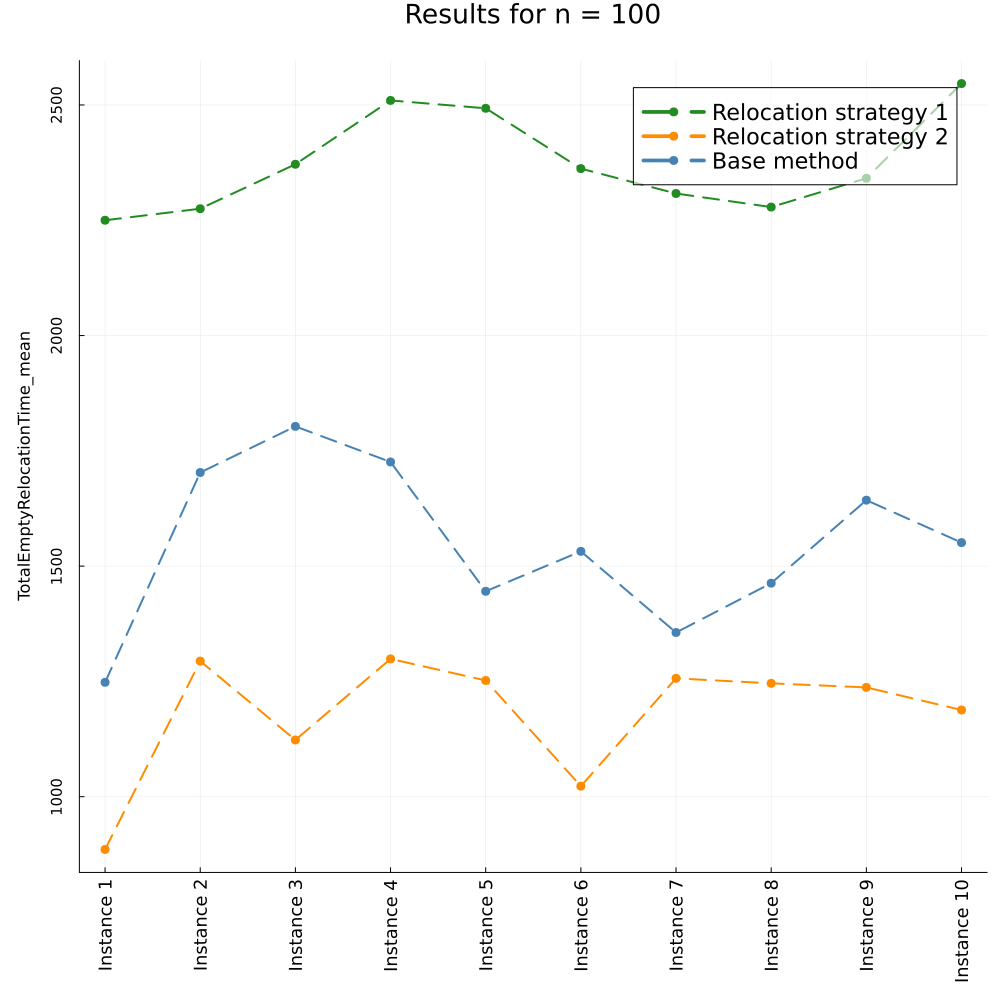 Results for n = 100
Relocation strategy 1
Relocation strategy 2
Base method
TotalEmptyRelocationTime_mean
2500
2000
1500
1000
Instance 1
Instance 2
Instance 3
Instance 4
Instance 5
Instance 6
Instance 7
Instance 8
Instance 9
Instance 10